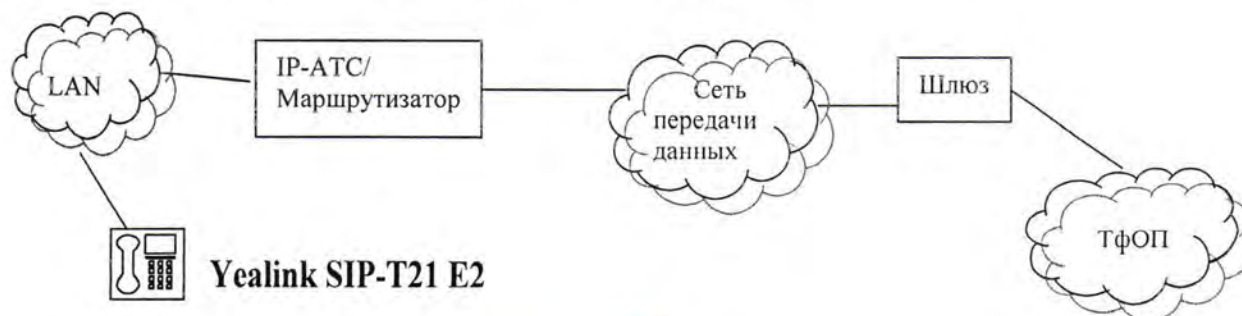 LAN
IP-АТС/
Маршрутизатор
Сеть
передачи
данных
Шлюз
ТфОП
Yealink SIP-T21 E2